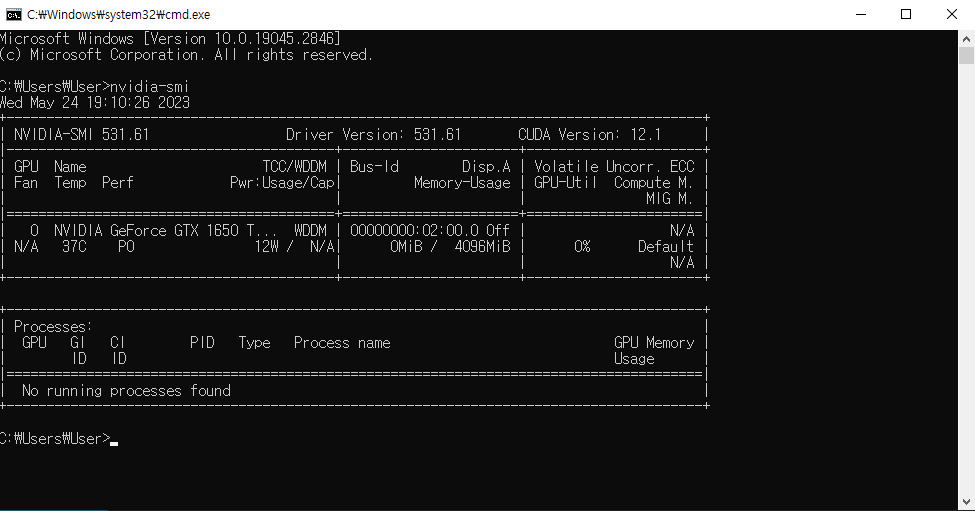 C:₩Windows₩system32₩cmd.exe
Microsoft Windows [Version 10.0.19045.2846]
(c) Microsoft Corporation. All rights reserved.
C:₩Users₩User>nvidia-smi
Wed May 24 19:10:26 2023
+-----------------------------------------------------------------------------------------+
| NVIDIA-SMI 531.61                 Driver Version: 531.61       CUDA Version: 12.1     |
|-----------------------------------------+----------------------+----------------------+
| GPU  Name                      TCC/WDDM | Bus-Id        Disp.A | Volatile Uncorr. ECC |
| Fan  Temp  Perf            Pwr:Usage/Cap|         Memory-Usage | GPU-Util  Compute M. |
|                                         |                      |               MIG M. |
|=========================================+======================+======================|
|   0  NVIDIA GeForce GTX 1650 T...  WDDM | 00000000:02:00.0 Off |                  N/A |
| N/A   37C    P0               12W /  N/A|      0MiB /  4096MiB |      0%      Default |
|                                         |                      |                  N/A |
+-----------------------------------------+----------------------+----------------------+
+---------------------------------------------------------------------------------------+
| Processes:                                                                            |
|  GPU   GI   CI        PID   Type   Process name                            GPU Memory |
|        ID   ID                                                             Usage      |
|=======================================================================================|
|  No running processes found                                                           |
+---------------------------------------------------------------------------------------+
C:₩Users₩User>